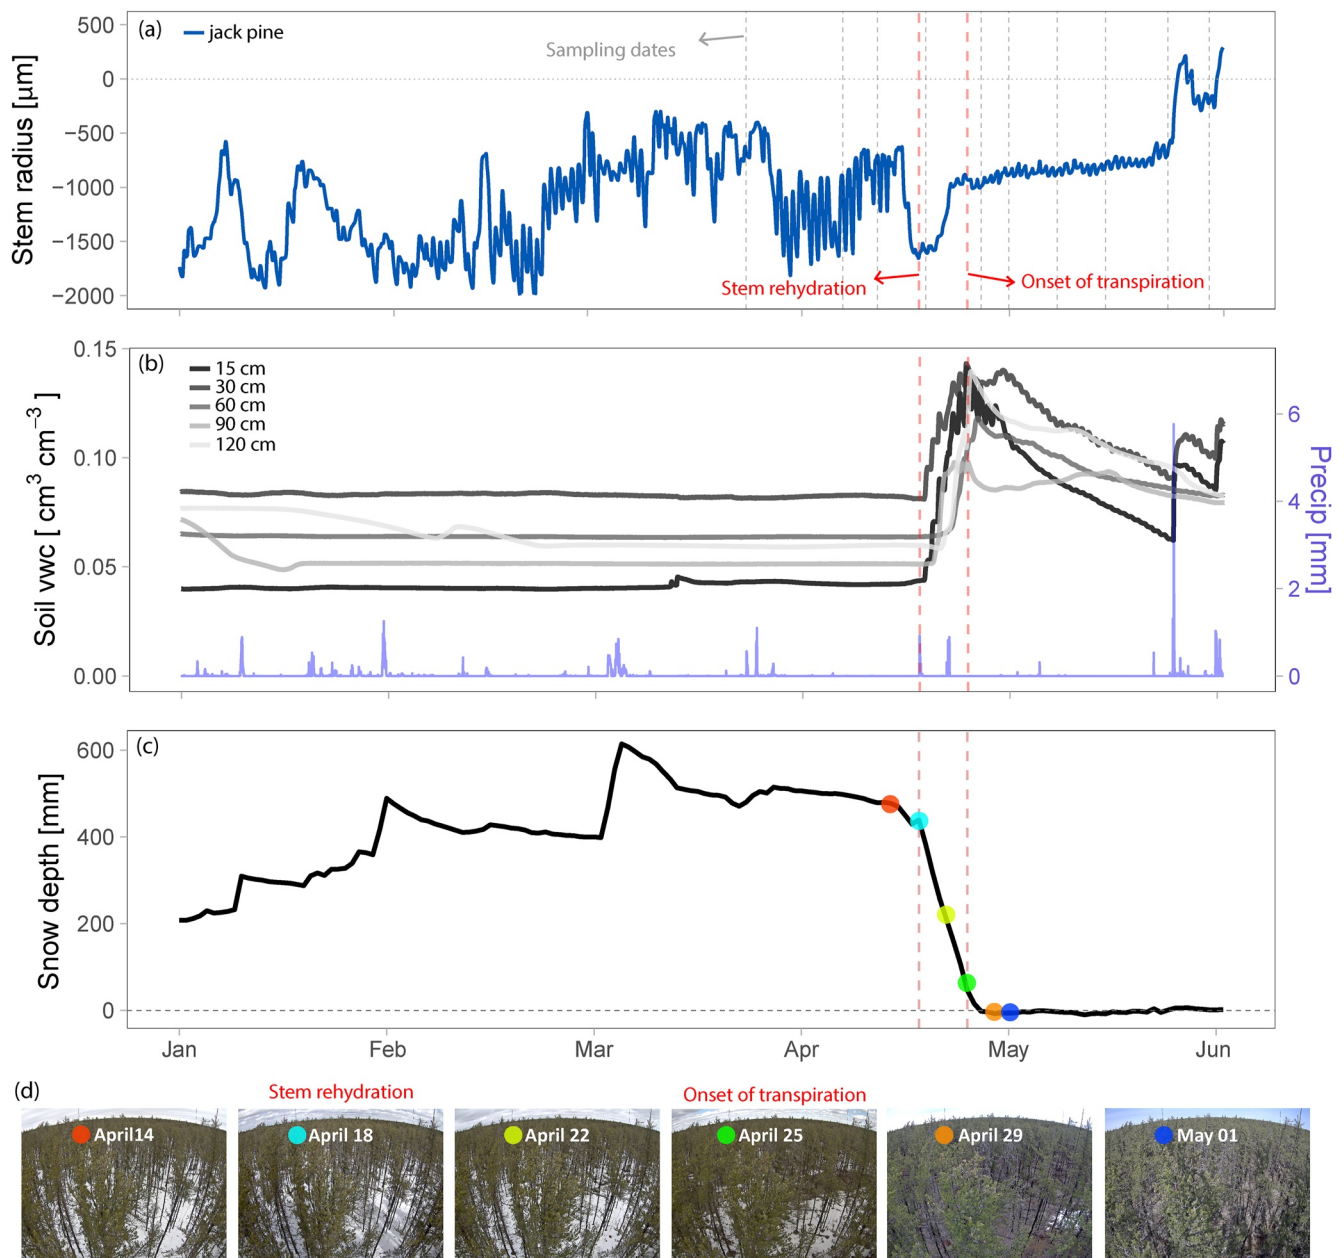 (a)
jack pine
Sampling dates
Stem radius [µm]
500
0
−500
−1000
−1500
−2000
Stem rehydration
Onset of transpiration
(b)
15 cm
30 cm
60 cm
90 cm
120 cm
Soil vwc [ cm³ cm⁻³ ]
0.15
0.10
0.05
0.00
Precip [mm]
6
4
2
0
(c)
Snow depth [mm]
600
400
200
0
Jan Feb Mar Apr May Jun
(d)
Stem rehydration
Onset of transpiration
April14
April 18
April 22
April 25
April 29
May 01